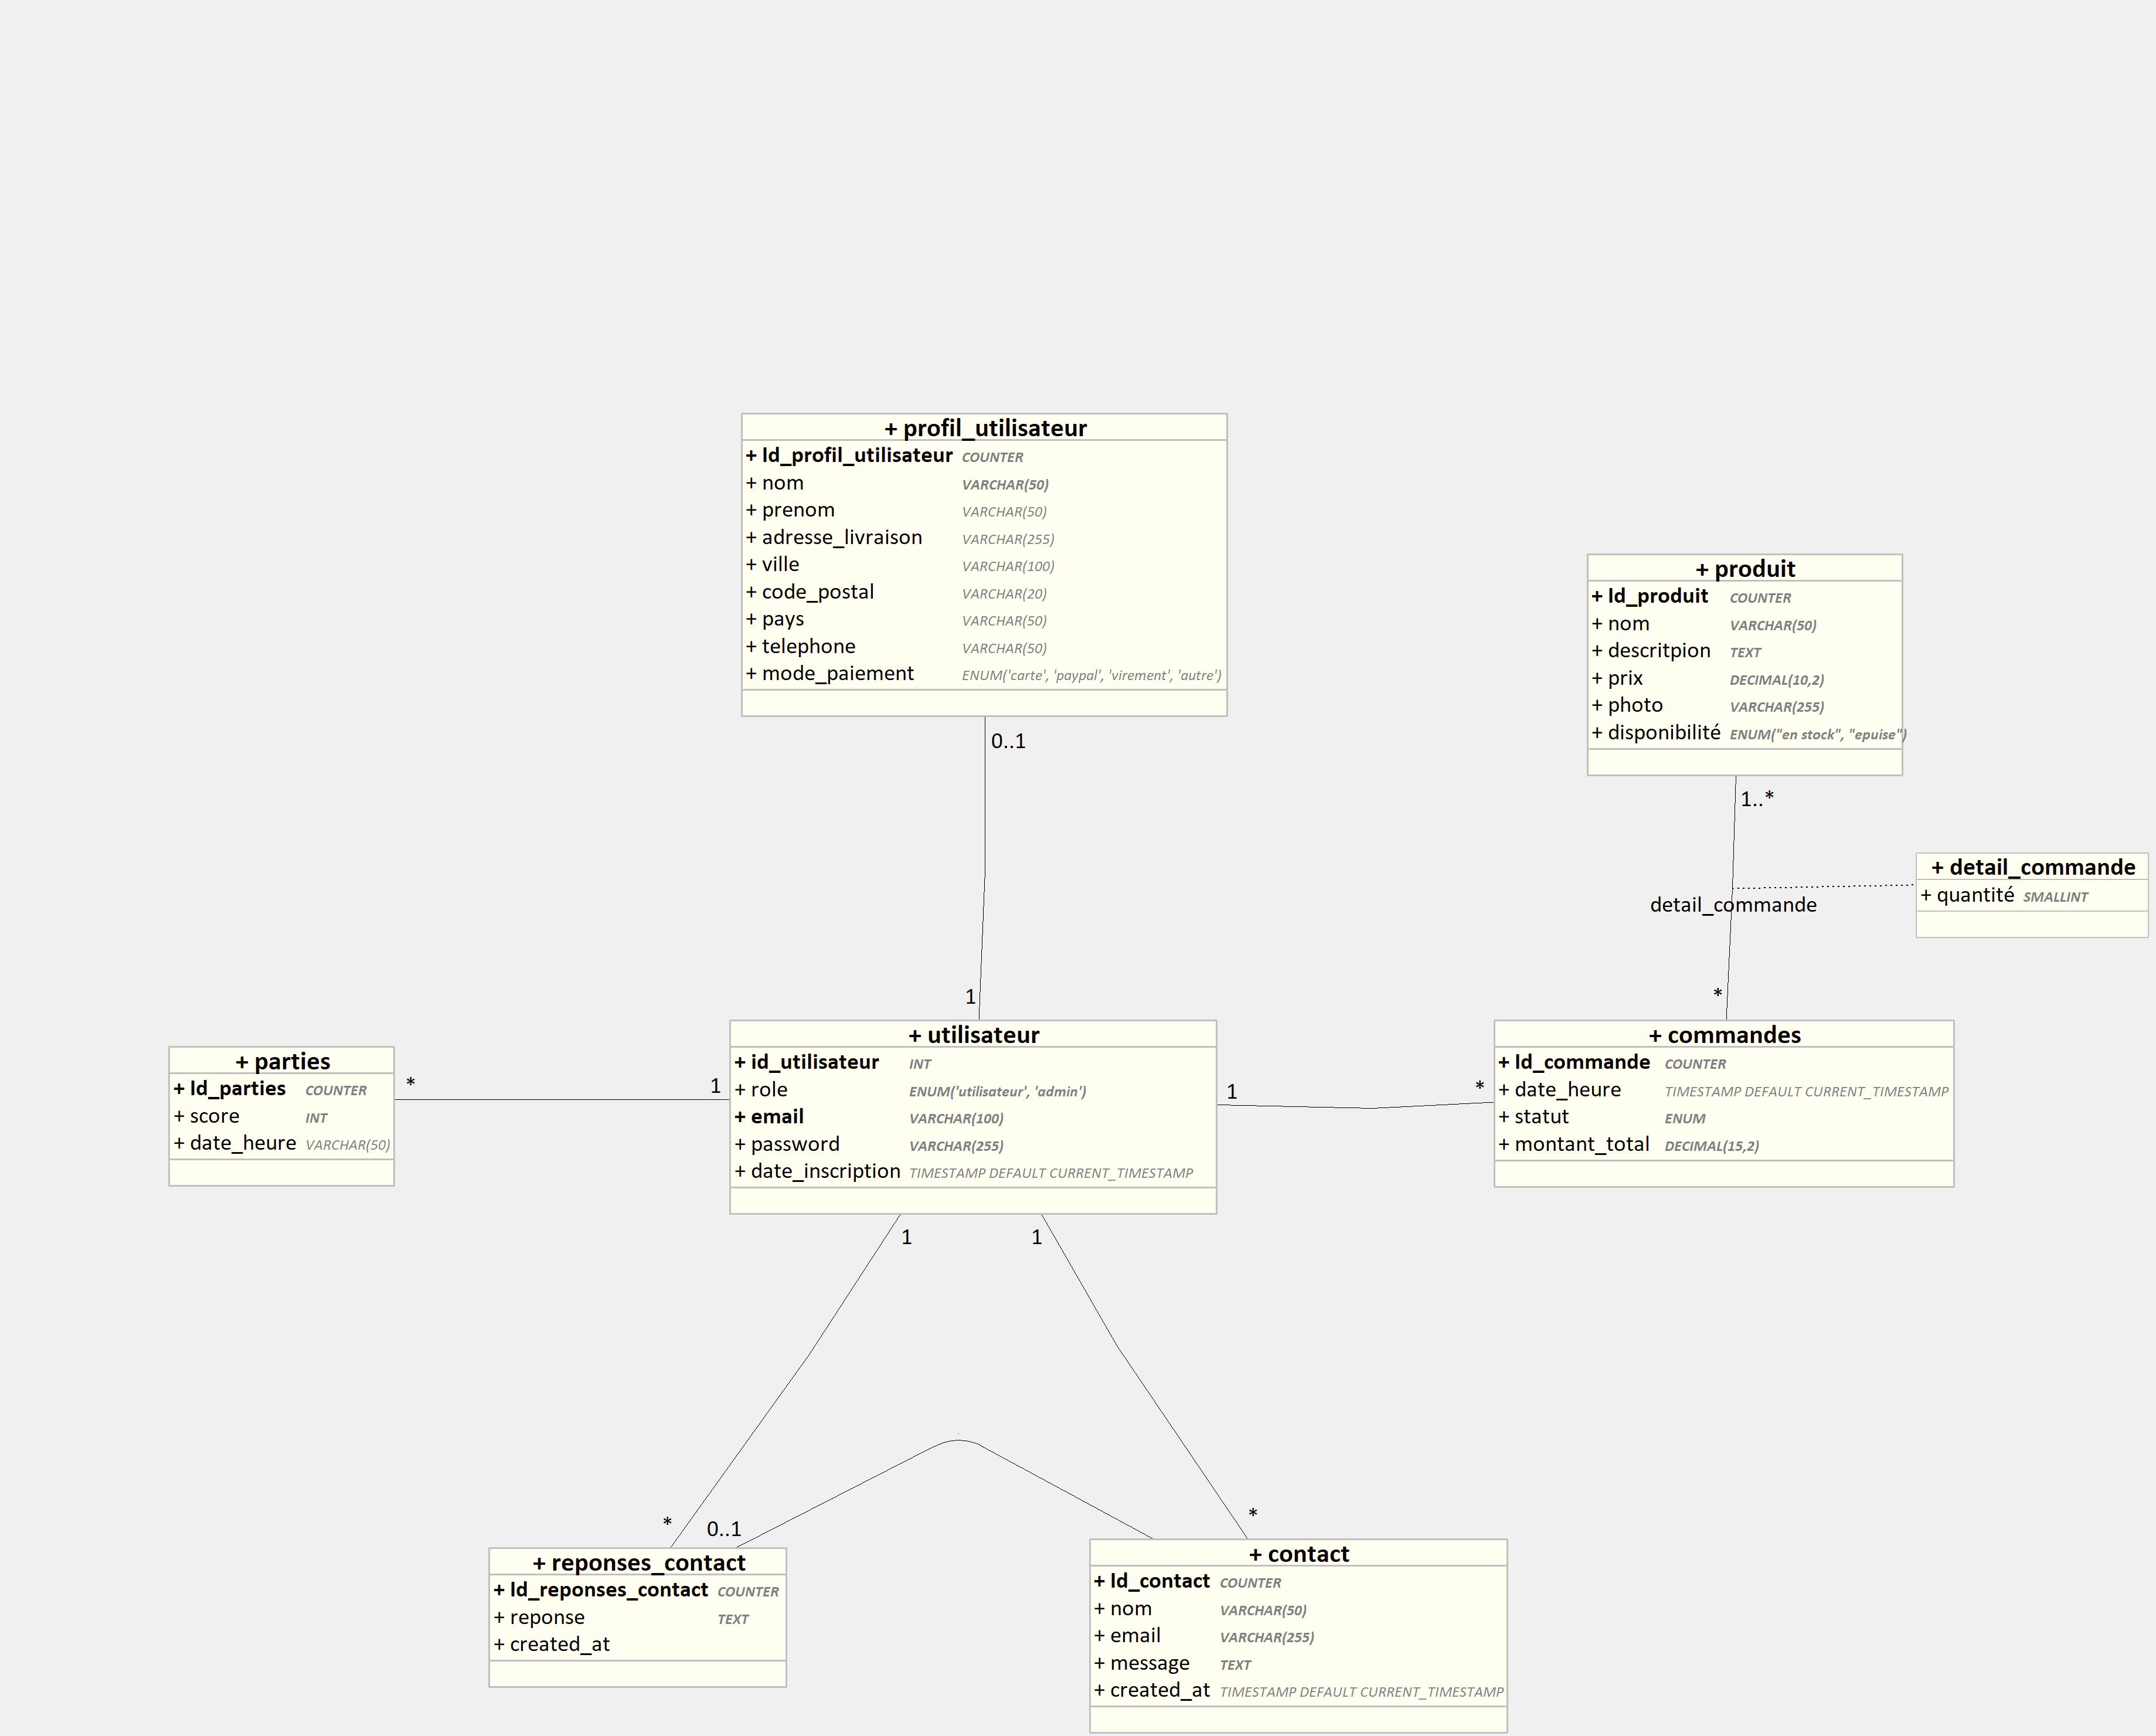 + profil_utilisateur
+ Id_profil_utilisateur COUNTER
+ nom VARCHAR(50)
+ prenom VARCHAR(50)
+ adresse_livraison VARCHAR(255)
+ ville VARCHAR(100)
+ code_postal VARCHAR(20)
+ pays VARCHAR(50)
+ telephone VARCHAR(50)
+ mode_paiement ENUM('carte', 'paypal', 'virement', 'autre')
0..1
1
+ produit
+ Id_produit COUNTER
+ nom VARCHAR(50)
+ descritpion TEXT
+ prix DECIMAL(10,2)
+ photo VARCHAR(255)
+ disponibilité ENUM("en stock", "epuise")
1..*
detail_commande
*
+ detail_commande
+ quantité SMALLINT
+ parties
+ Id_parties COUNTER
+ score INT
+ date_heure VARCHAR(50)
*
1
+ utilisateur
+ id_utilisateur INT
+ role ENUM('utilisateur', 'admin')
+ email VARCHAR(100)
+ password VARCHAR(255)
+ date_inscription TIMESTAMP DEFAULT CURRENT_TIMESTAMP
1
*
+ commandes
+ Id_commande COUNTER
+ date_heure TIMESTAMP DEFAULT CURRENT_TIMESTAMP
+ statut ENUM
+ montant_total DECIMAL(15,2)
1
1
*
0..1
*
+ reponses_contact
+ Id_reponses_contact COUNTER
+ reponse TEXT
+ created_at
+ contact
+ Id_contact COUNTER
+ nom VARCHAR(50)
+ email VARCHAR(255)
+ message TEXT
+ created_at TIMESTAMP DEFAULT CURRENT_TIMESTAMP